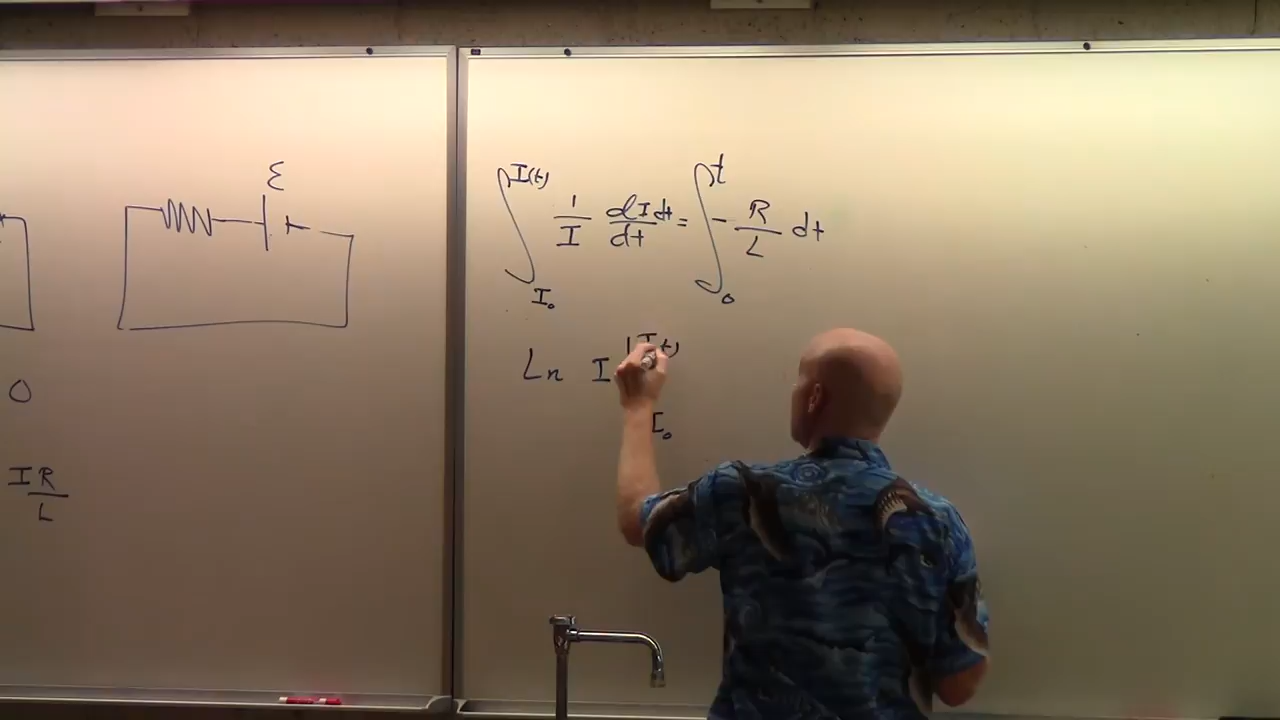 ε
0
IR
L
∫ I(t) I₀ 1/I dI/dt dt = ∫ t 0 - R/L dt
Ln I | I(t) I₀